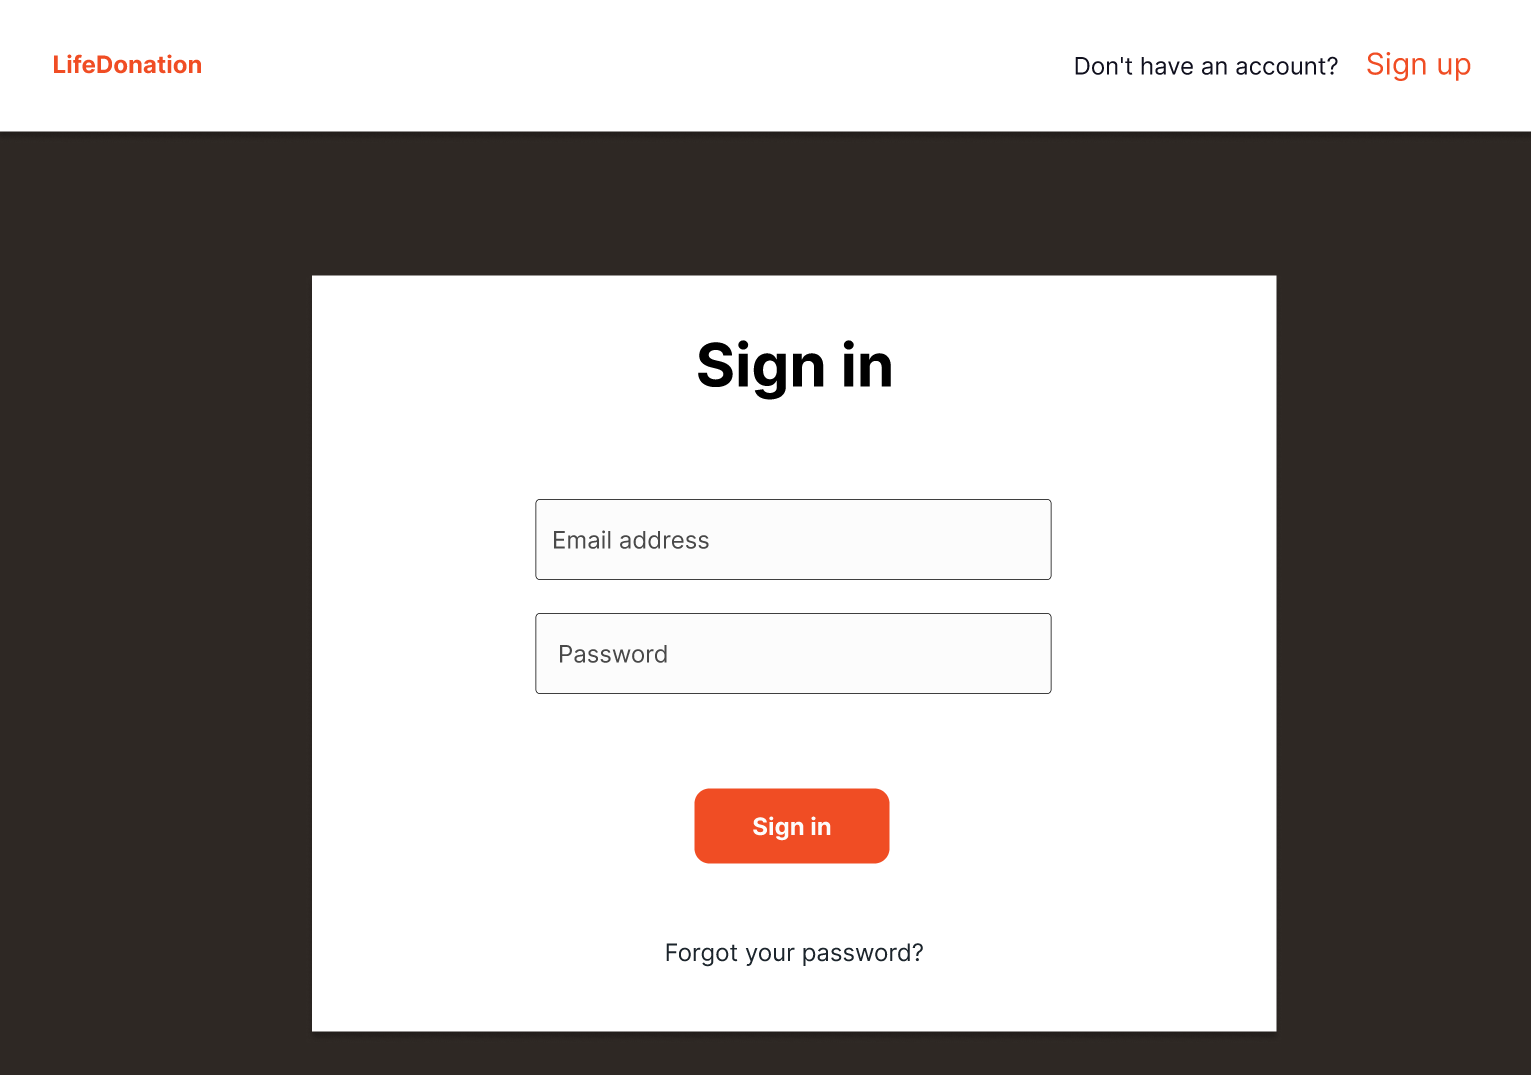 LifeDonation
Don't have an account? Sign up
Sign in
Email address
Password
Sign in
Forgot your password?